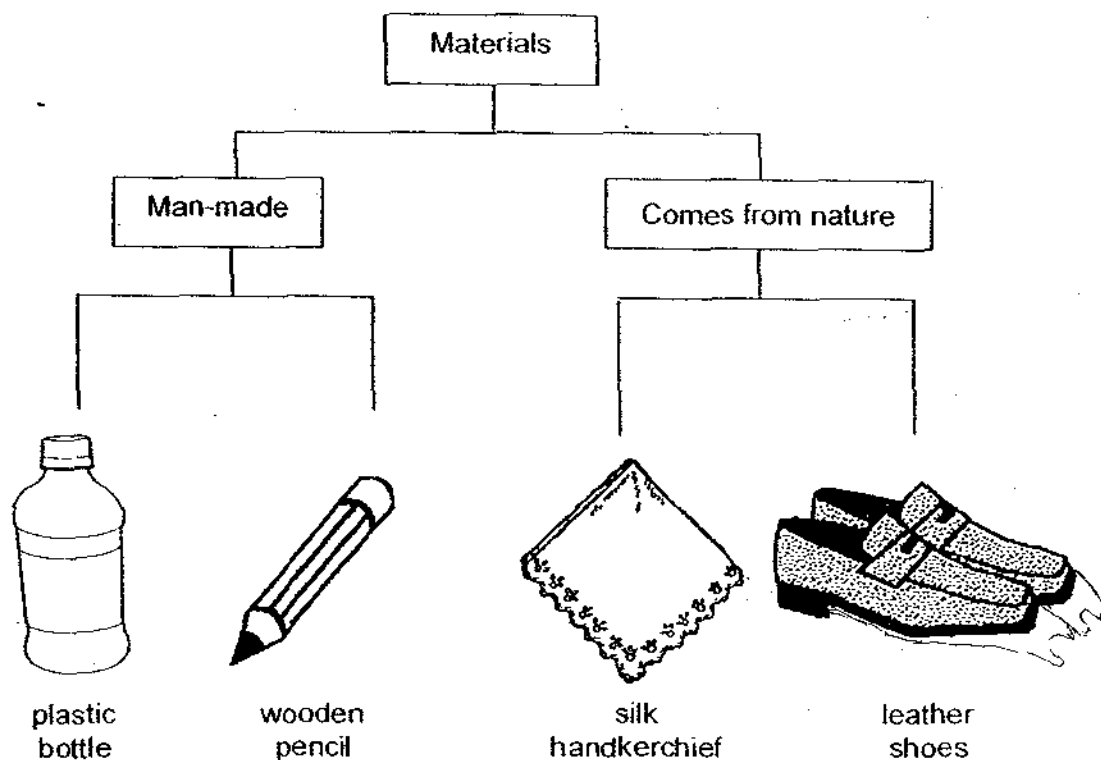 Materials
Man-made
Comes from nature
plastic
bottle
wooden
pencil
silk
handkerchief
leather
shoes